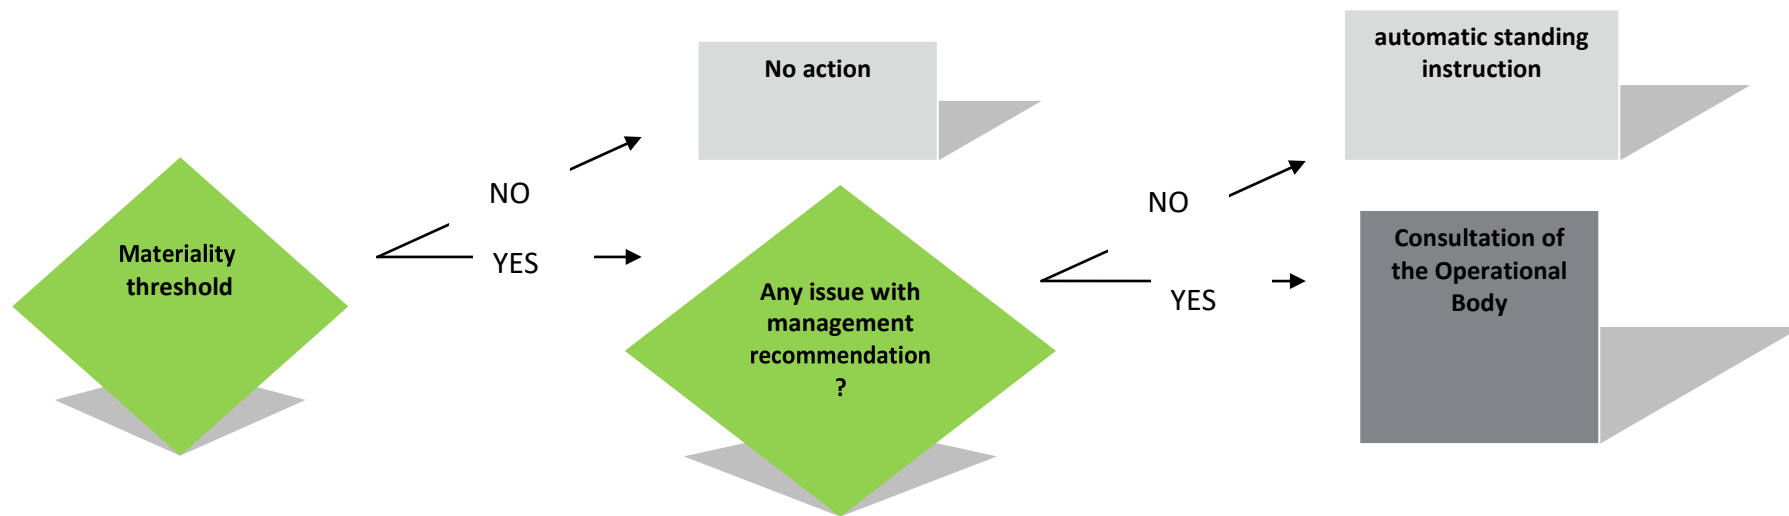 Materiality
threshold
NO
YES
No action
Any issue with
management
recommendation
?
NO
YES
automatic standing
instruction
Consultation of
the Operational
Body